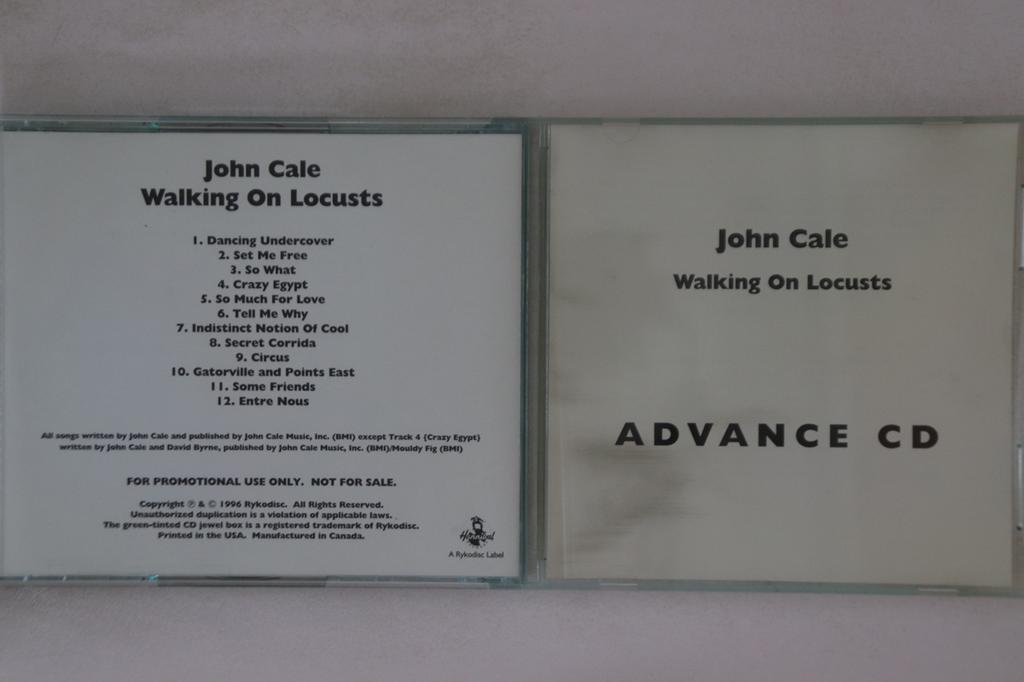 John Cale
Walking On Locusts
1. Dancing Undercover
2. Set Me Free
3. So What
4. Crazy Egypt
5. So Much For Love
6. Tell Me Why
7. Indistinct Notion Of Cool
8. Secret Corrida
9. Circus
10. Gatorville and Points East
11. Some Friends
12. Entre Nous
All songs written by John Cale and published by John Cale Music, Inc. (BMI) except Track 4 {Crazy Egypt}
written by John Cale and David Byrne, published by John Cale Music, Inc. (BMI)/Mouldy Fig (BMI)
FOR PROMOTIONAL USE ONLY. NOT FOR SALE.
Copyright ℗ & © 1996 Rykodisc. All Rights Reserved.
Unauthorized duplication is a violation of applicable laws.
The green-tinted CD jewel box is a registered trademark of Rykodisc.
Printed in the USA. Manufactured in Canada.
Hannibal
A Rykodisc Label
John Cale
Walking On Locusts
ADVANCE CD